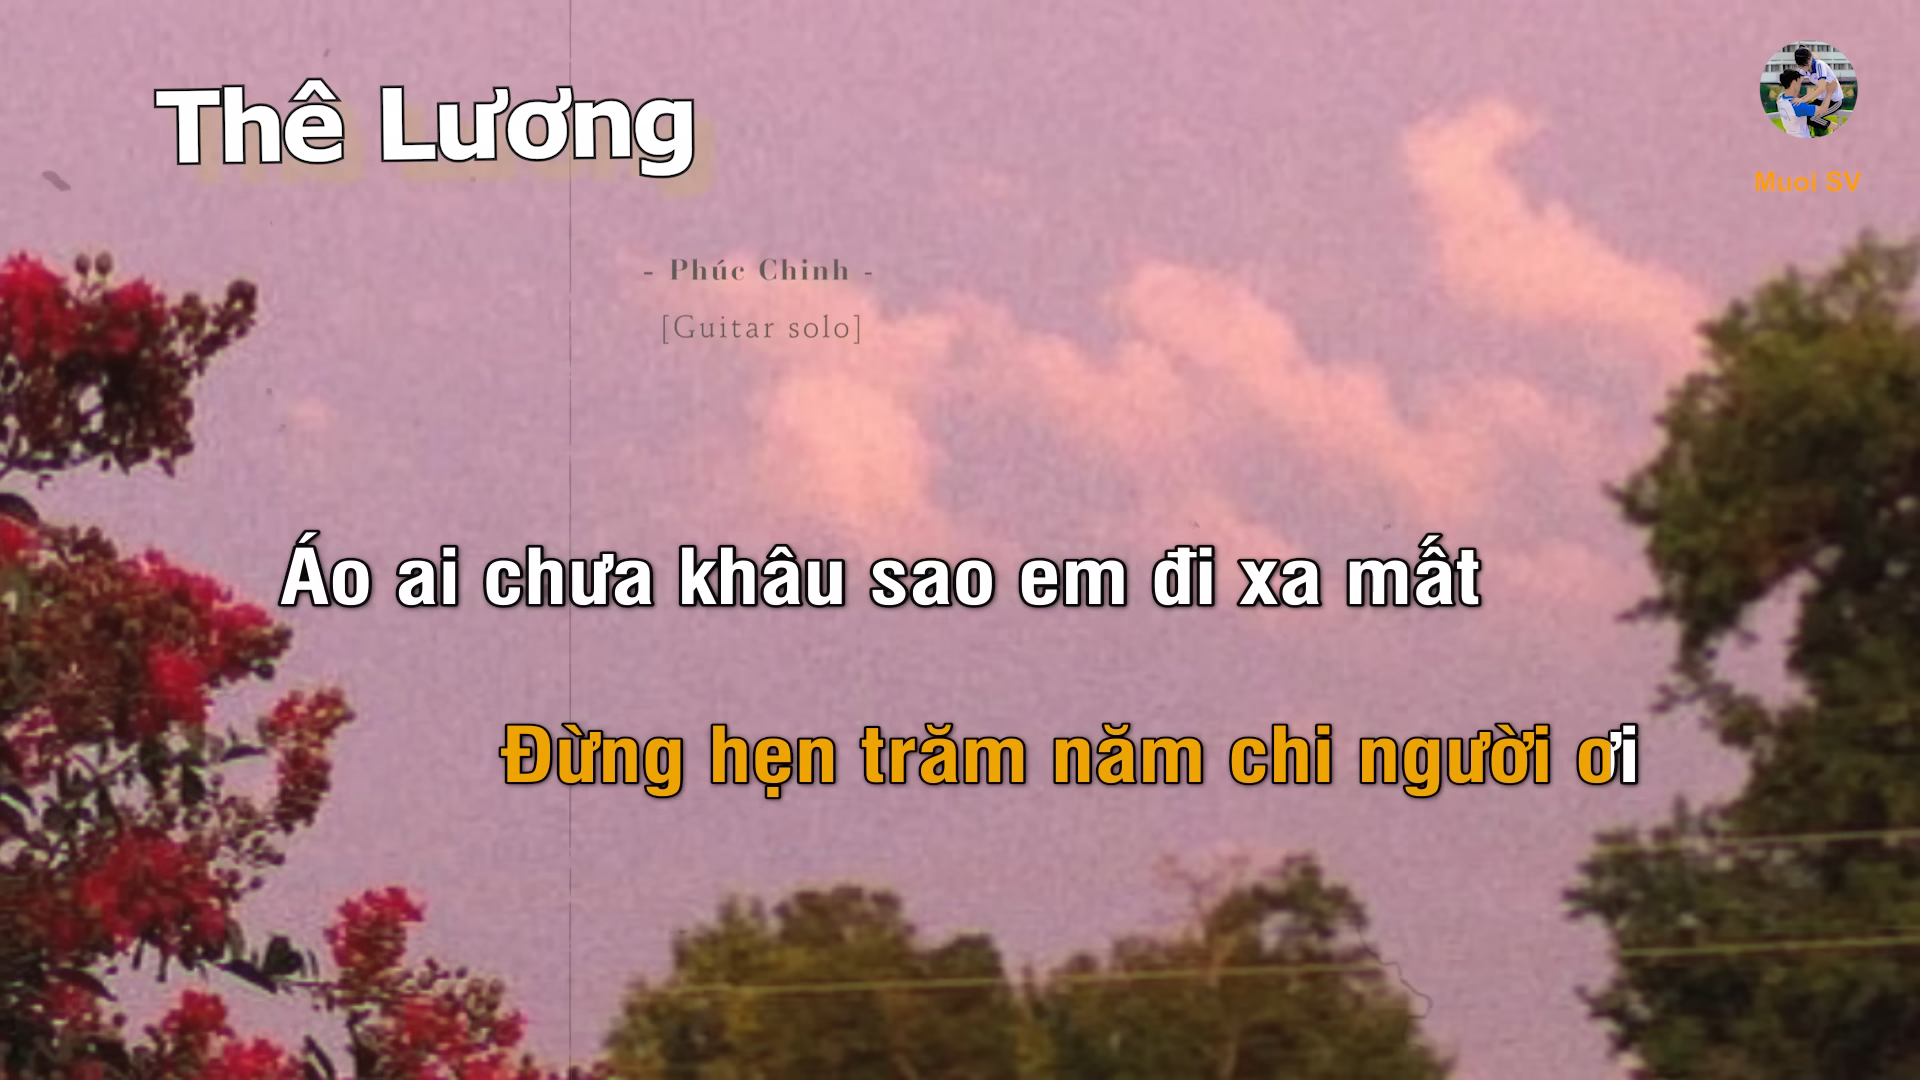 Thê Lương
Muoi SV
- Phúc Chinh -
[Guitar solo]
Áo ai chưa khâu sao em đi xa mất
Đừng hẹn trăm năm chi người ơi